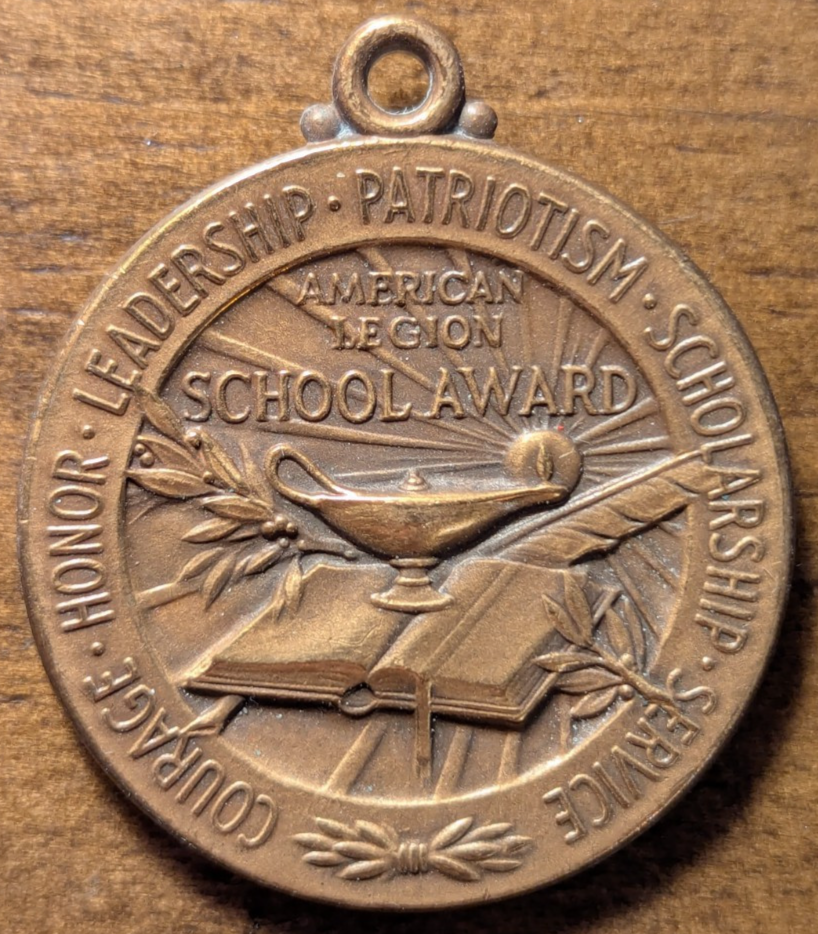 COURAGE · HONOR · LEADERSHIP · PATRIOTISM · SCHOLARSHIP · SERVICE
AMERICAN
LEGION
SCHOOL AWARD